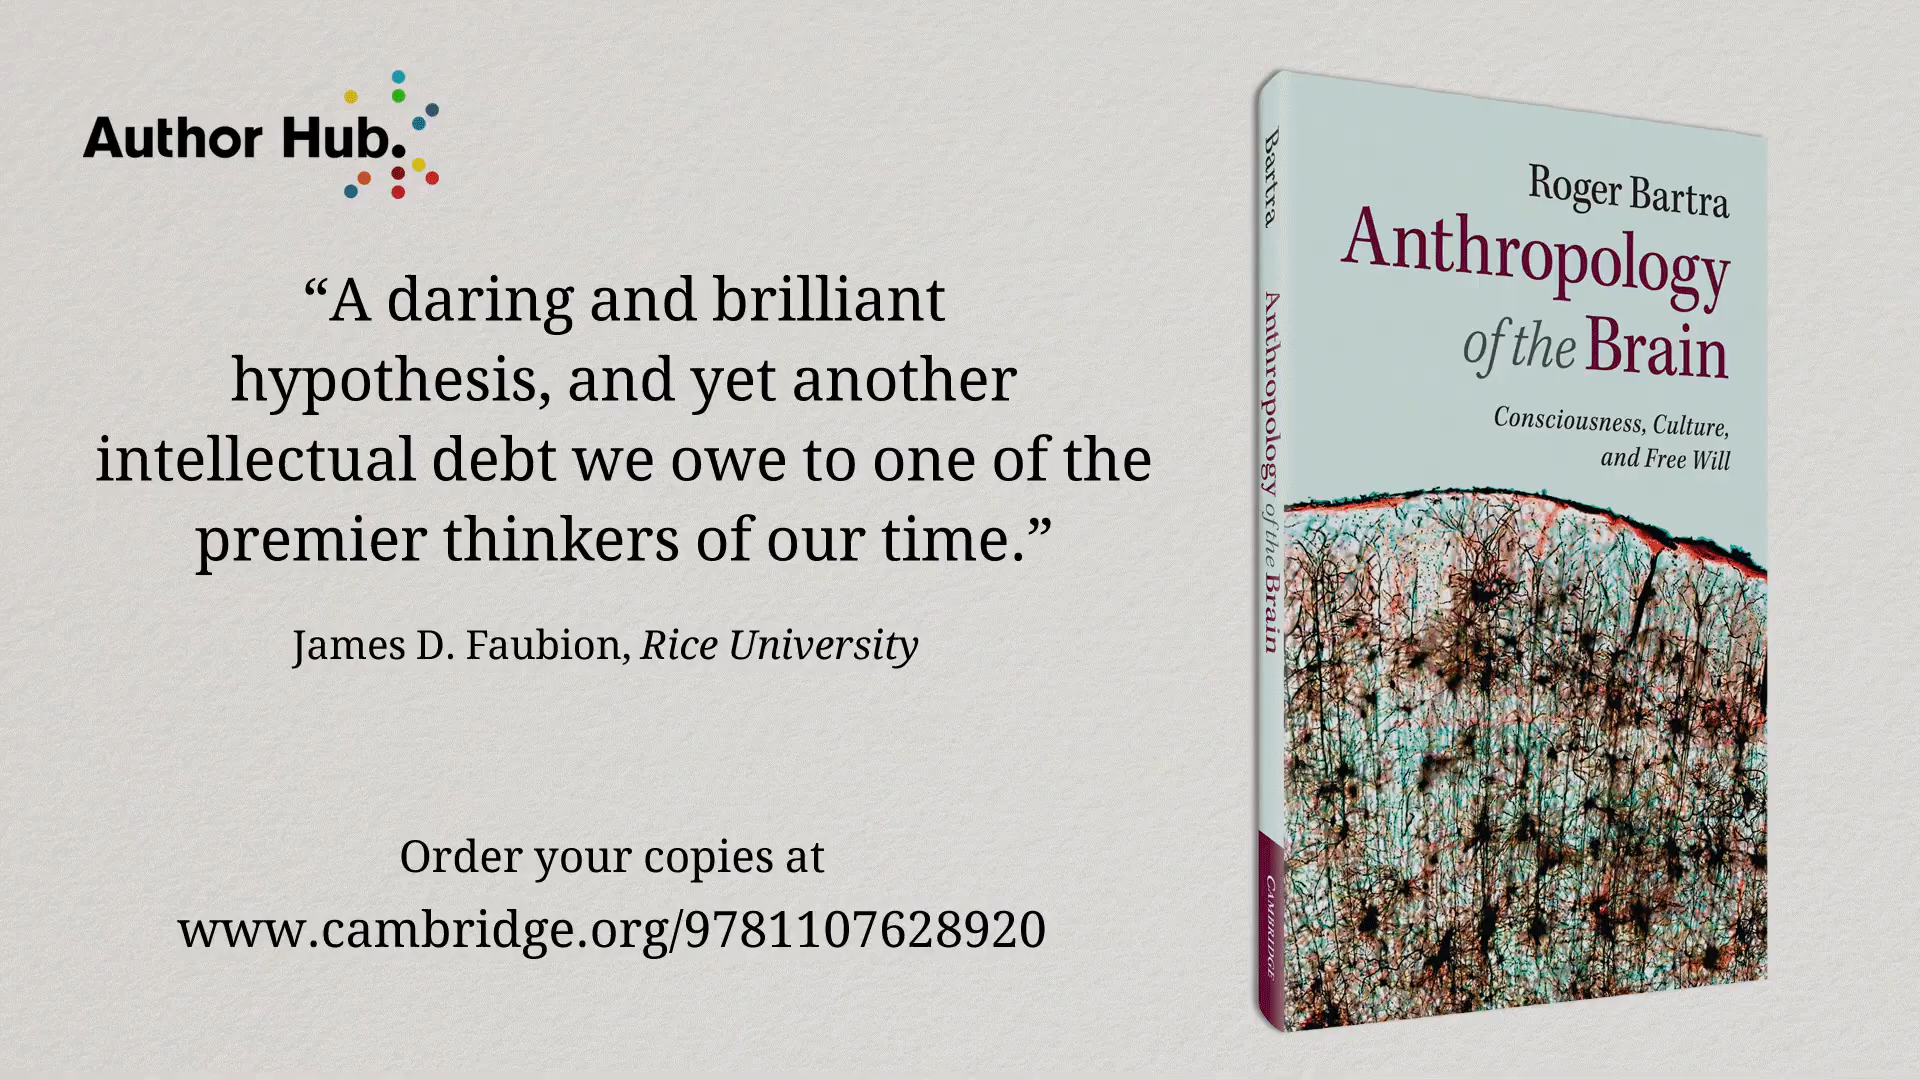 Author Hub.
“A daring and brilliant
hypothesis, and yet another
intellectual debt we owe to one of the
premier thinkers of our time.”
James D. Faubion, Rice University
Order your copies at
www.cambridge.org/9781107628920
Bartra
Anthropology of the Brain
CAMBRIDGE
Roger Bartra
Anthropology
of the Brain
Consciousness, Culture,
and Free Will